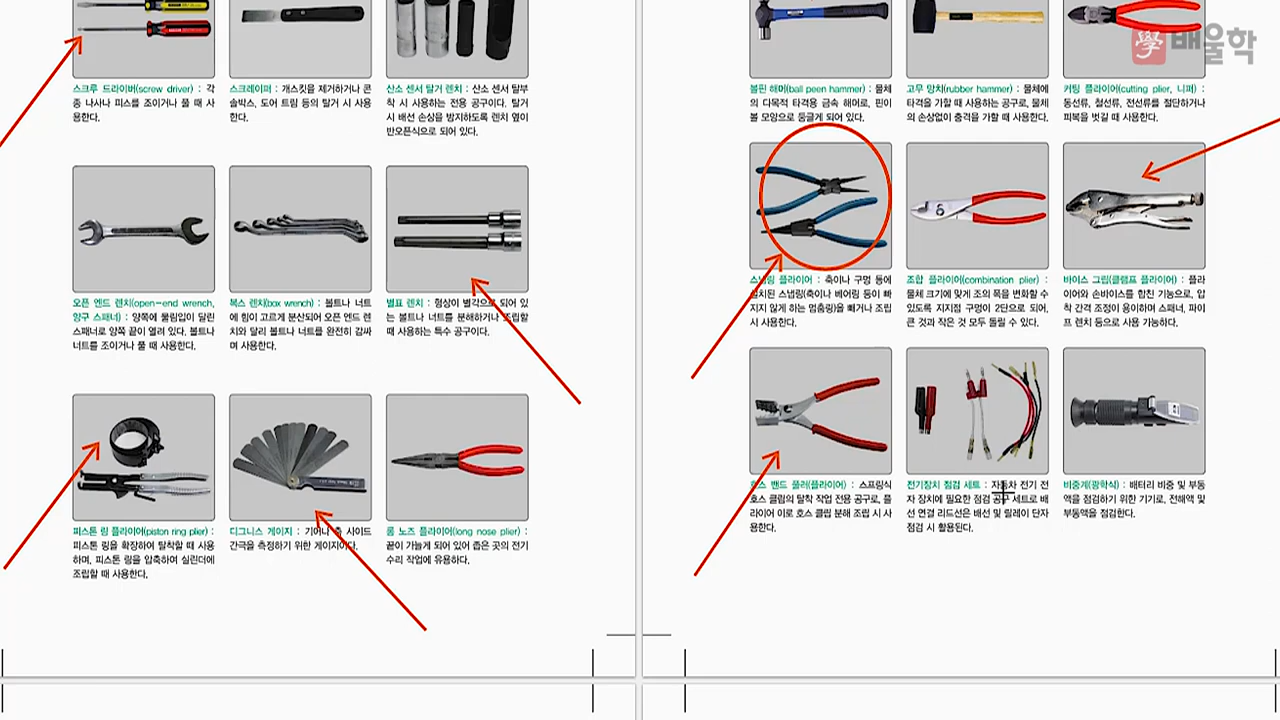 배울학
스크루 드라이버(screw driver) : 각
종 나사나 피스를 조이거나 풀 때 사
용한다.
스크레이퍼 : 개스킷을 제거하거나 콘
솔박스, 도어 트림 등의 탈거 시 사용
한다.
산소 센서 탈거 렌치 : 산소 센서 탈부
착 시 사용하는 전용 공구이다. 탈거
시 배선 손상을 방지하도록 렌치 옆이
반오픈식으로 되어 있다.
오픈 엔드 렌치(open-end wrench,
양구 스패너) : 양쪽에 물림입이 달린
스패너로 양쪽 끝이 열려 있다. 볼트나
너트를 조이거나 풀 때 사용한다.
복스 렌치(box wrench) : 볼트나 너트
에 힘이 고르게 분산되어 오픈 엔드 렌
치와 달리 볼트나 너트를 완전히 감싸
며 사용한다.
별표 렌치 : 형상이 별각으로 되어 있
는 볼트나 너트를 분해하거나 조립할
때 사용하는 특수 공구이다.
피스톤 링 플라이어(piston ring plier) :
피스톤 링을 확장하여 탈착할 때 사용
하며, 피스톤 링을 압축하여 실린더에
조립할 때 사용한다.
디그니스 게이지 : 기어나 축 사이드
간극을 측정하기 위한 게이지이다.
롱 노즈 플라이어(long nose plier) :
끝이 가늘게 되어 있어 좁은 곳의 전기
수리 작업에 유용하다.
볼핀 해머(ball peen hammer) : 물체
의 다목적 타격용 금속 해머로, 핀이
볼 모양으로 둥글게 되어 있다.
고무 망치(rubber hammer) : 물체에
타격을 가할 때 사용하는 공구로, 물체
의 손상없이 충격을 가할 때 사용한다.
커팅 플라이어(cutting plier, 니퍼) :
동선류, 철선류, 전선류를 절단하거나
피복을 벗길 때 사용한다.
스냅링 플라이어 : 축이나 구멍 등에
설치된 스냅링(축이나 베어링 등이 빠
지지 않게 하는 멈춤링)을 빼거나 조립
시 사용한다.
조합 플라이어(combination plier) :
물체 크기에 맞게 조의 폭을 변화할 수
있도록 지지점 구멍이 2단으로 되어,
큰 것과 작은 것 모두 돌릴 수 있다.
바이스 그립(클램프 플라이어) : 플라
이어와 손바이스를 합친 기능으로, 압
착 간격 조정이 용이하며 스패너, 파이
프 렌치 등으로 사용 가능하다.
호스 밴드 플러(플라이어) : 스프링식
호스 클립의 탈착 작업 전용 공구로, 플
라이어 이로 호스 클립 분해 조립 시 사
용한다.
전기장치 점검 세트 : 자동차 전기 전
자 장치에 필요한 점검 공구 세트로 배
선 연결 리드선은 배선 및 릴레이 단자
점검 시 활용된다.
비중계(광학식) : 배터리 비중 및 부동
액을 점검하기 위한 기기로, 전해액 및
부동액을 점검한다.